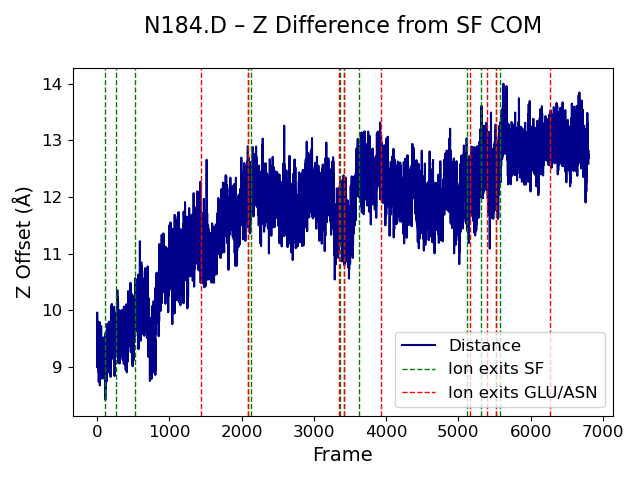 N184.D – Z Difference from SF COM
Z Offset (Å)
14
13
12
11
10
9
Distance
Ion exits SF
Ion exits GLU/ASN
0 1000 2000 3000 4000 5000 6000 7000
Frame